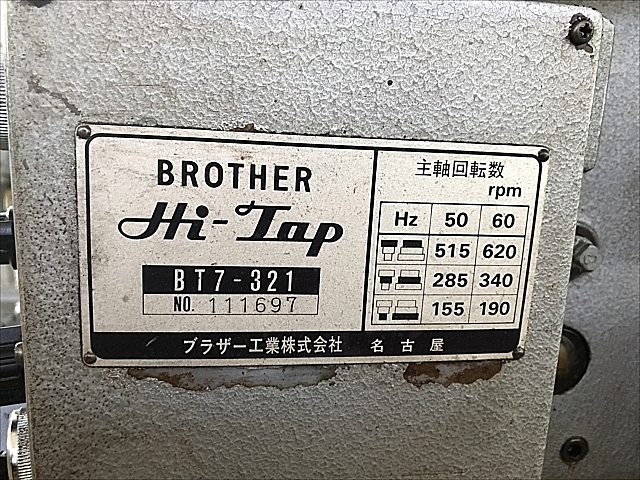 BROTHER
Hi-Tap
BT7-321
NO. 111697
主軸回転数
rpm
Hz 50 60
515 620
285 340
155 190
ブラザー工業株式会社 名古屋